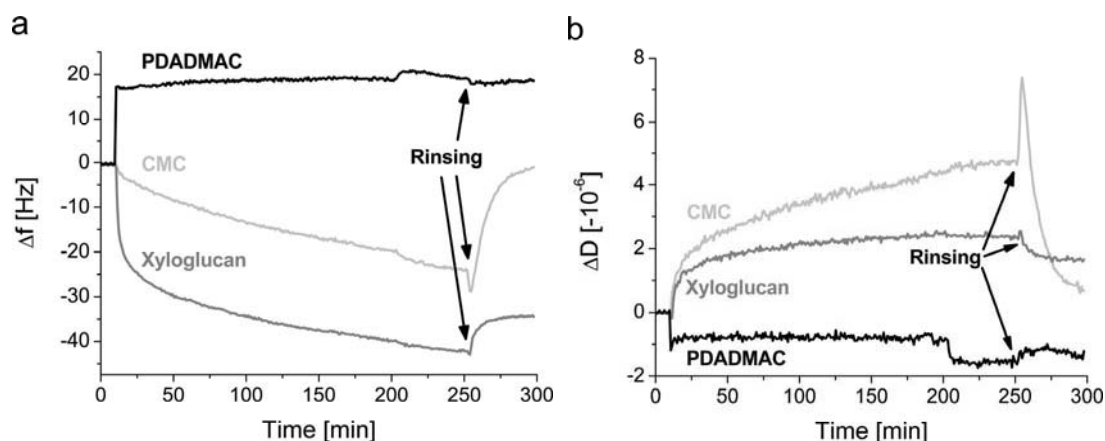 a
PDADMAC
CMC
Xyloglucan
Rinsing
Δf [Hz]
20
10
0
-10
-20
-30
-40
0 50 100 150 200 250 300
Time [min]
b
CMC
Xyloglucan
PDADMAC
Rinsing
ΔD [-10⁻⁶]
8
6
4
2
0
-2
0 50 100 150 200 250 300
Time [min]